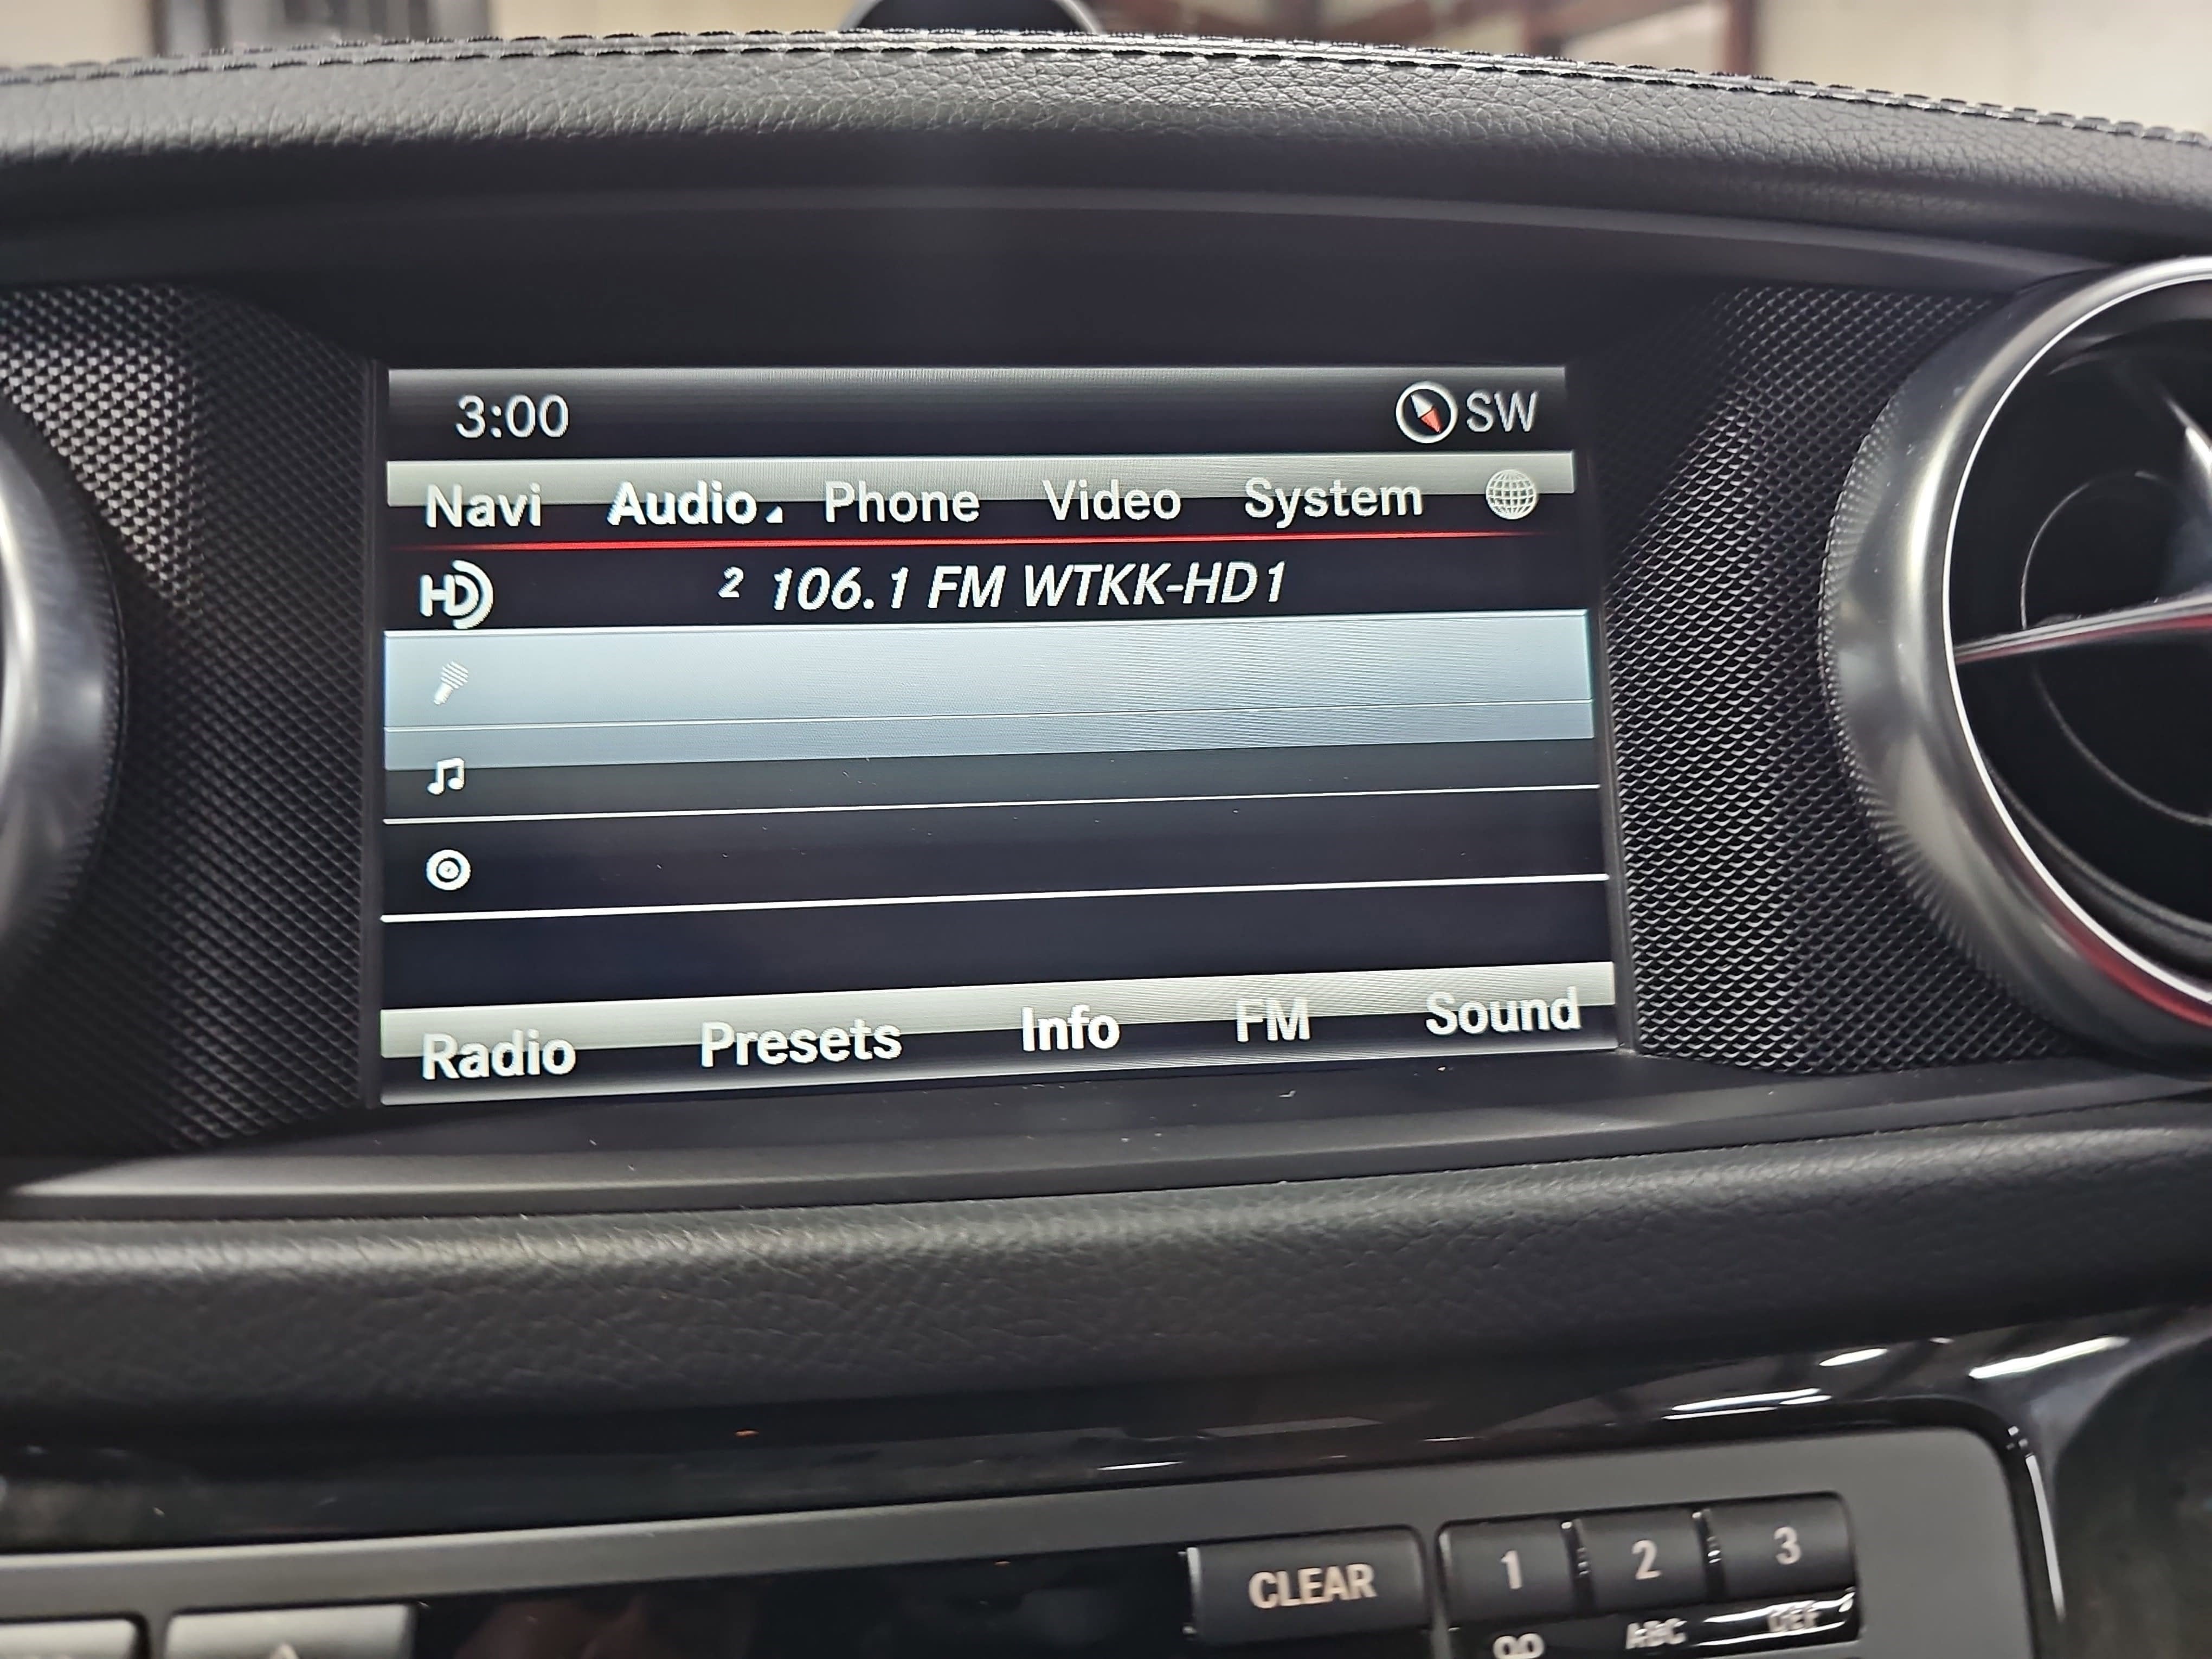 3:00 SW
Navi Audio Phone Video System
HD 2 106.1 FM WTKK-HD1
Radio Presets Info FM Sound
CLEAR 1 2 3
ABC DEF